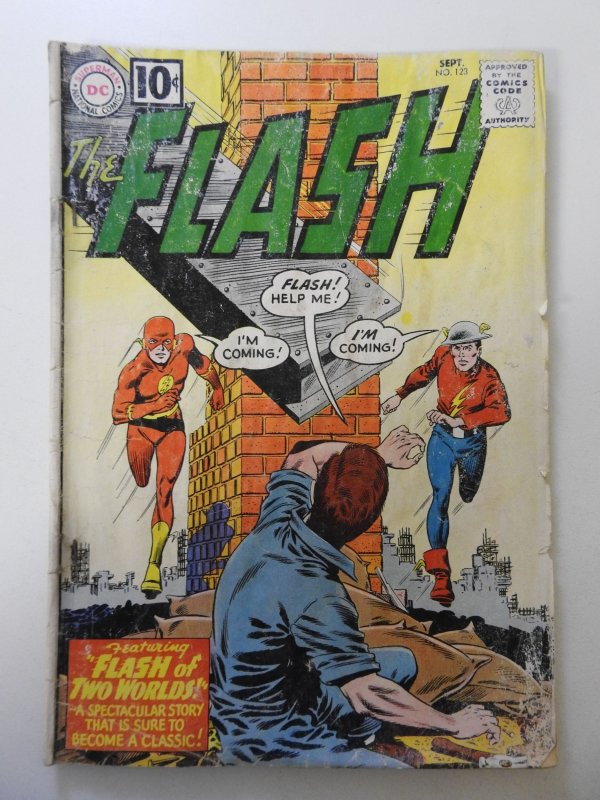 SUPERMAN
DC
NATIONAL COMICS
10¢
SEPT.
NO. 123
APPROVED
BY THE
COMICS
CODE
CA
AUTHORITY
The
FLASH
FLASH!
HELP ME!
I'M
COMING!
I'M
COMING!
Featuring
"FLASH of
TWO WORLDS!"
A SPECTACULAR STORY
THAT IS SURE TO
BECOME A CLASSIC!